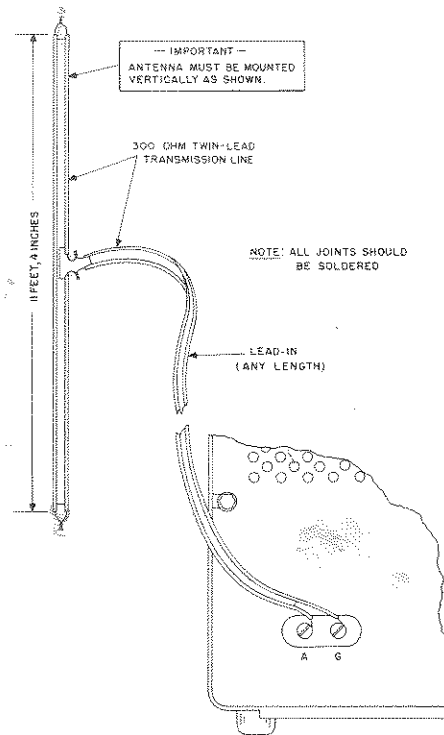 — IMPORTANT —
ANTENNA MUST BE MOUNTED
VERTICALLY AS SHOWN.
300 OHM TWIN-LEAD
TRANSMISSION LINE
11 FEET, 4 INCHES
NOTE: ALL JOINTS SHOULD
BE SOLDERED
LEAD-IN
(ANY LENGTH)
A G